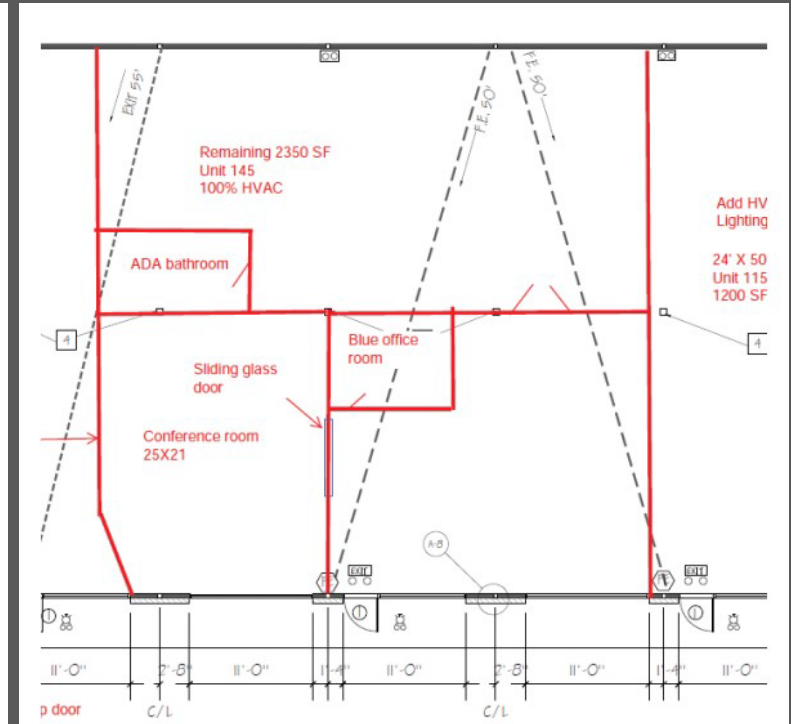 EXIT 55'
F.E. 50'
F.E. 50'
Remaining 2350 SF
Unit 145
100% HVAC
Add HV
Lighting
24' X 50
Unit 115
1200 SF
ADA bathroom
4
4
Blue office
room
Sliding glass
door
Conference room
25X21
A-B
EXIT
EXIT
11'-0"
2'-8"
11'-0"
1'-4"
11'-0"
2'-8"
11'-0"
1'-4"
11'-0"
p door
C/L
C/L